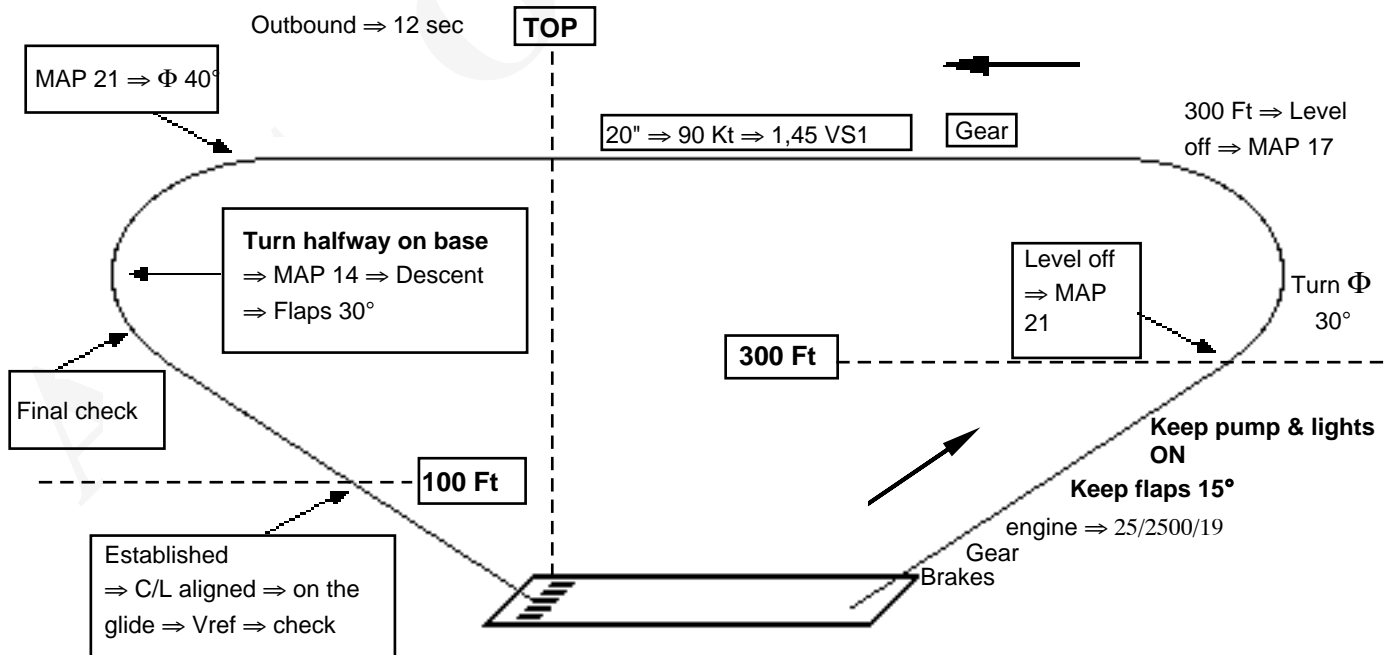 Outbound ⇒ 12 sec
TOP
MAP 21 ⇒ Φ 40°
20" ⇒ 90 Kt ⇒ 1,45 VS1
Gear
300 Ft ⇒ Level
off ⇒ MAP 17
Turn halfway on base
⇒ MAP 14 ⇒ Descent
⇒ Flaps 30°
Level off
⇒ MAP
21
Turn Φ
30°
300 Ft
Final check
Keep pump & lights
ON
Keep flaps 15°
100 Ft
engine ⇒ 25/2500/19
Gear
Brakes
Established
⇒ C/L aligned ⇒ on the
glide ⇒ Vref ⇒ check